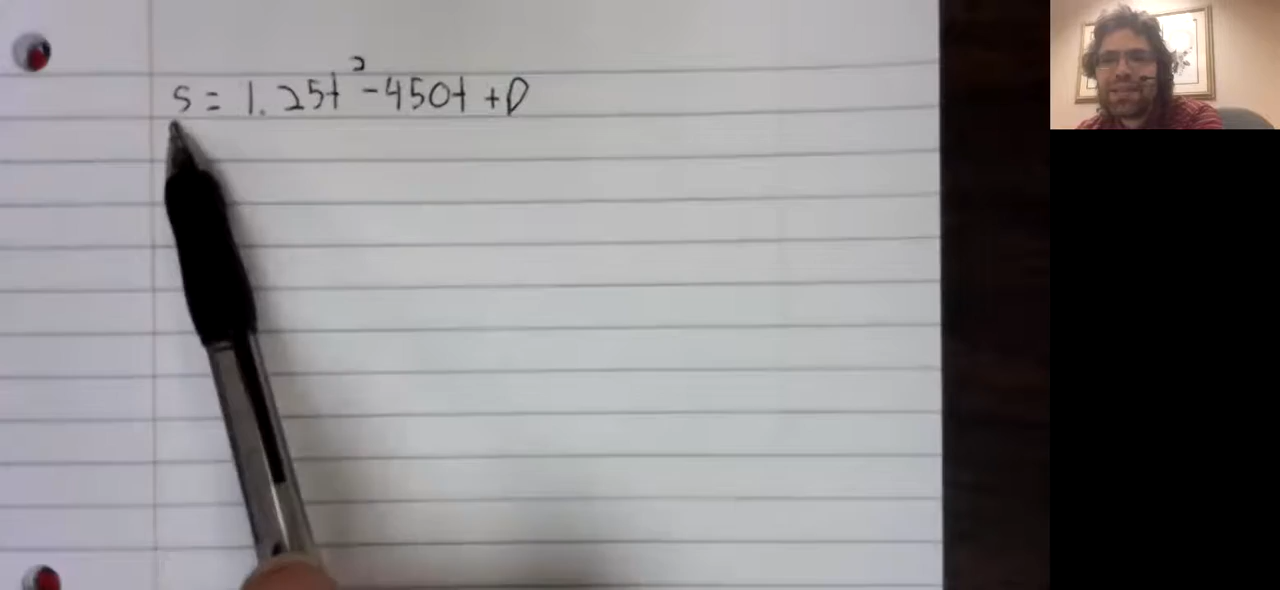 s = 1.25t² - 450t + D